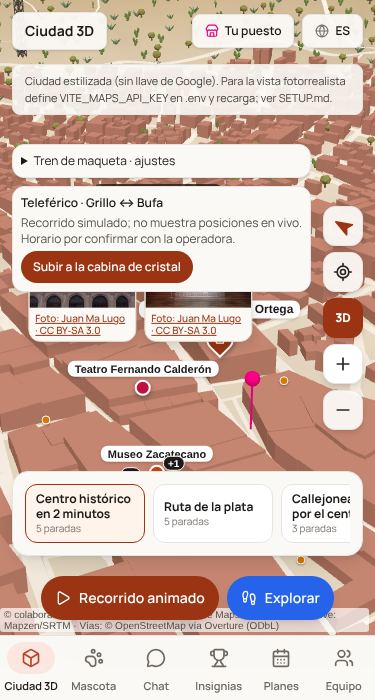 Ciudad 3D
Tu puesto
ES
Ciudad estilizada (sin llave de Google). Para la vista fotorrealista
define VITE_MAPS_API_KEY en .env y recarga; ver SETUP.md.
Tren de maqueta · ajustes
Teleférico · Grillo ↔ Bufa
Recorrido simulado; no muestra posiciones en vivo.
Horario por confirmar con la operadora.
Subir a la cabina de cristal
Foto: Juan Ma Lugo
· CC BY-SA 3.0
Foto: Juan Ma Lugo
· CC BY-SA 3.0
Ortega
3D
Teatro Fernando Calderón
Museo Zacatecano
+1
Centro histórico
en 2 minutos
5 paradas
Ruta de la plata
5 paradas
Callejonea
por el cent
3 paradas
Recorrido animado
Explorar
© colabora
Maps
ve:
Mapzen/SRTM · Vías: © OpenStreetMap vía Overture (ODbL)
Ciudad 3D
Mascota
Chat
Insignias
Planes
Equipo